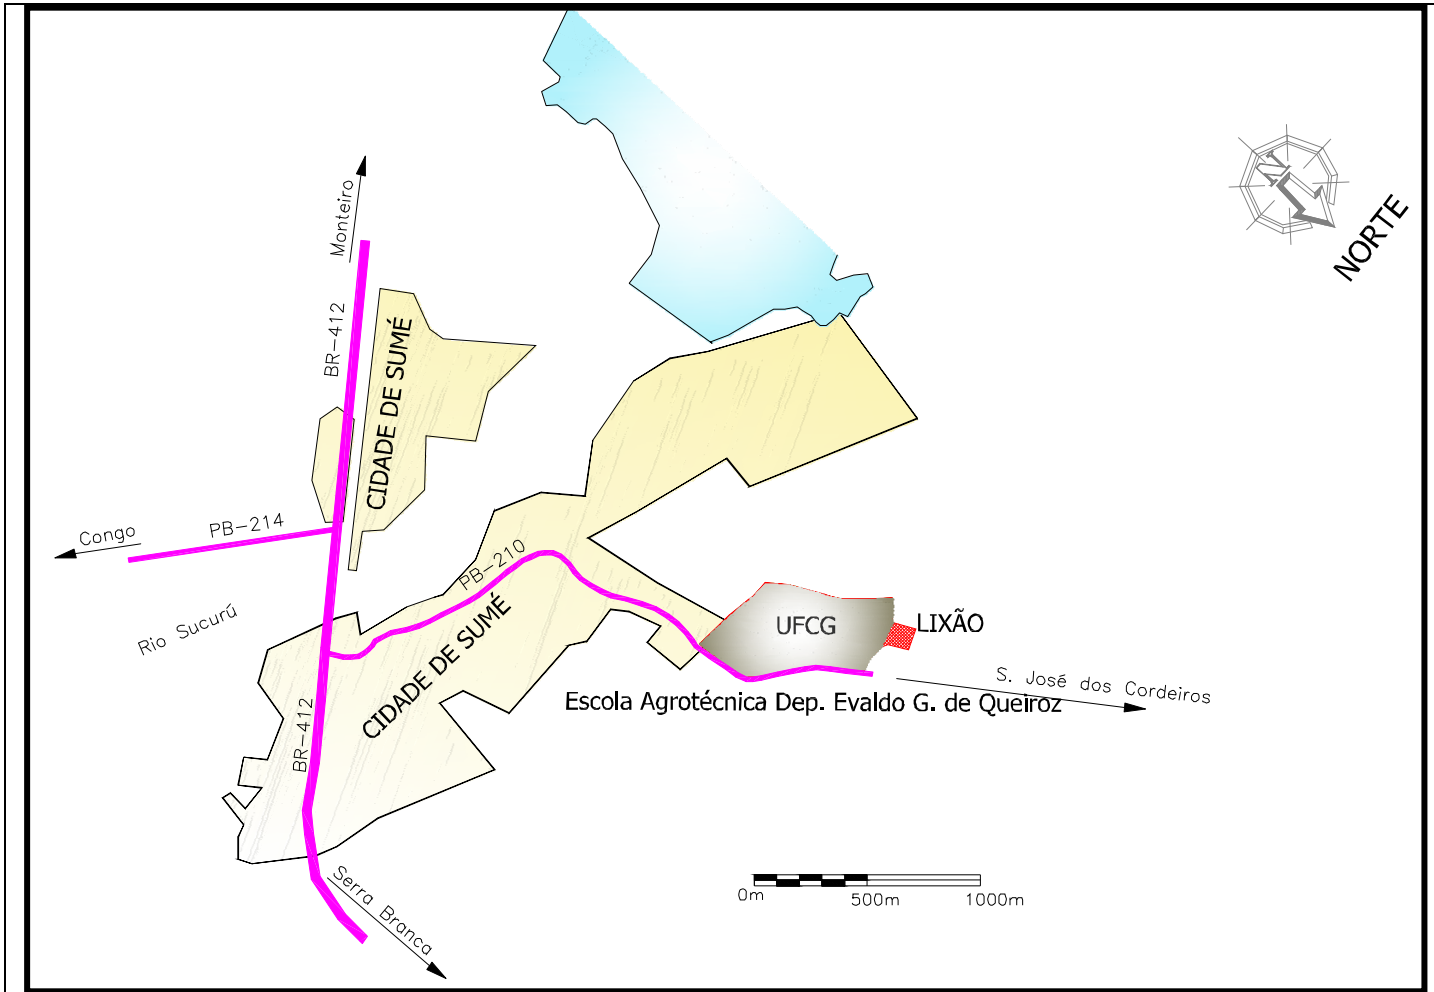 N
NORTE
Monteiro
BR-412
CIDADE DE SUMÉ
Congo
PB-214
PB-210
Rio Sucurú
CIDADE DE SUMÉ
UFCG
LIXÃO
S. José dos Cordeiros
Escola Agrotécnica Dep. Evaldo G. de Queiroz
BR-412
Serra Branca
0m
500m
1000m